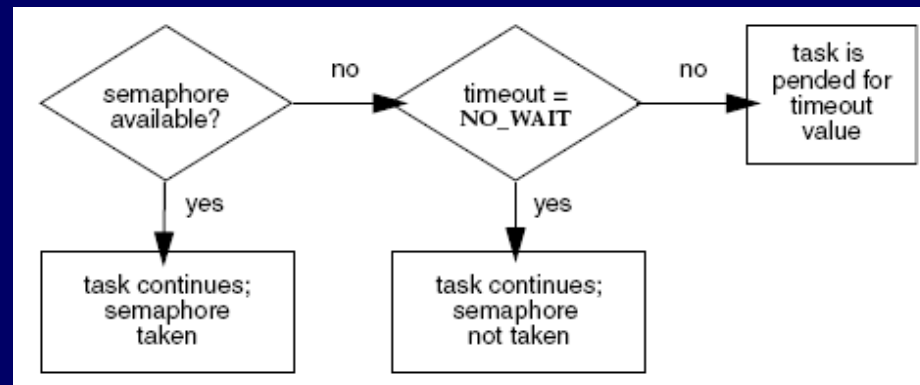 semaphore
available?
no
timeout =
NO_WAIT
no
task is
pended for
timeout
value
yes
yes
task continues;
semaphore
taken
task continues;
semaphore
not taken